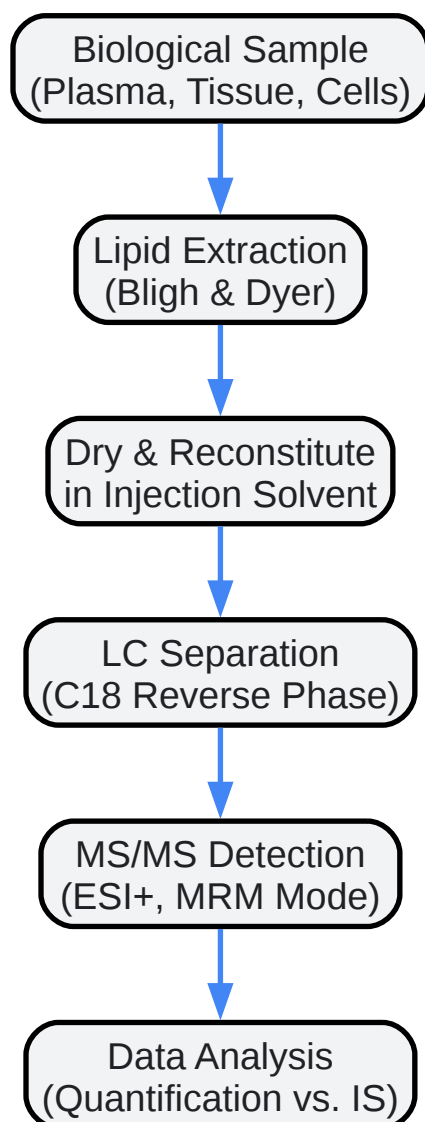 Biological Sample
(Plasma, Tissue, Cells)
Lipid Extraction
(Bligh & Dyer)
Dry & Reconstitute
in Injection Solvent
LC Separation
(C18 Reverse Phase)
MS/MS Detection
(ESI+, MRM Mode)
Data Analysis
(Quantification vs. IS)